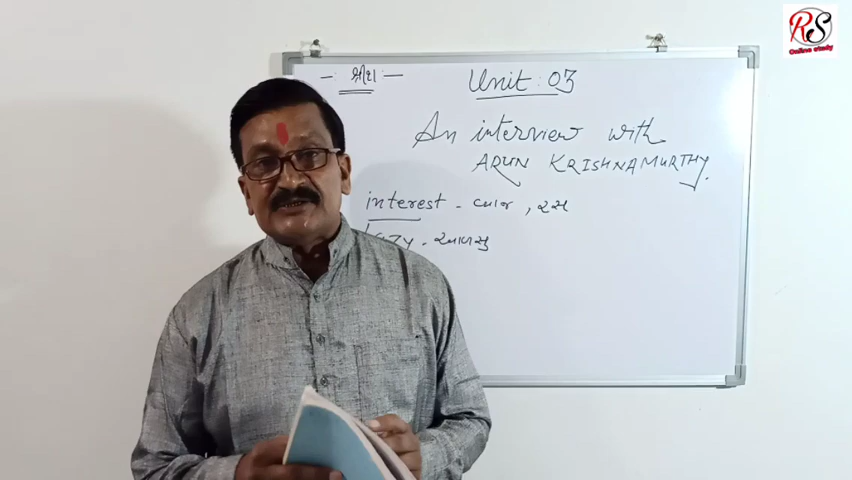 Unit : 03
An interview with
ARUN KRISHNAMURTHY.
interest - લાભ, રસ
Lazy - આળસુ
RS
Online study